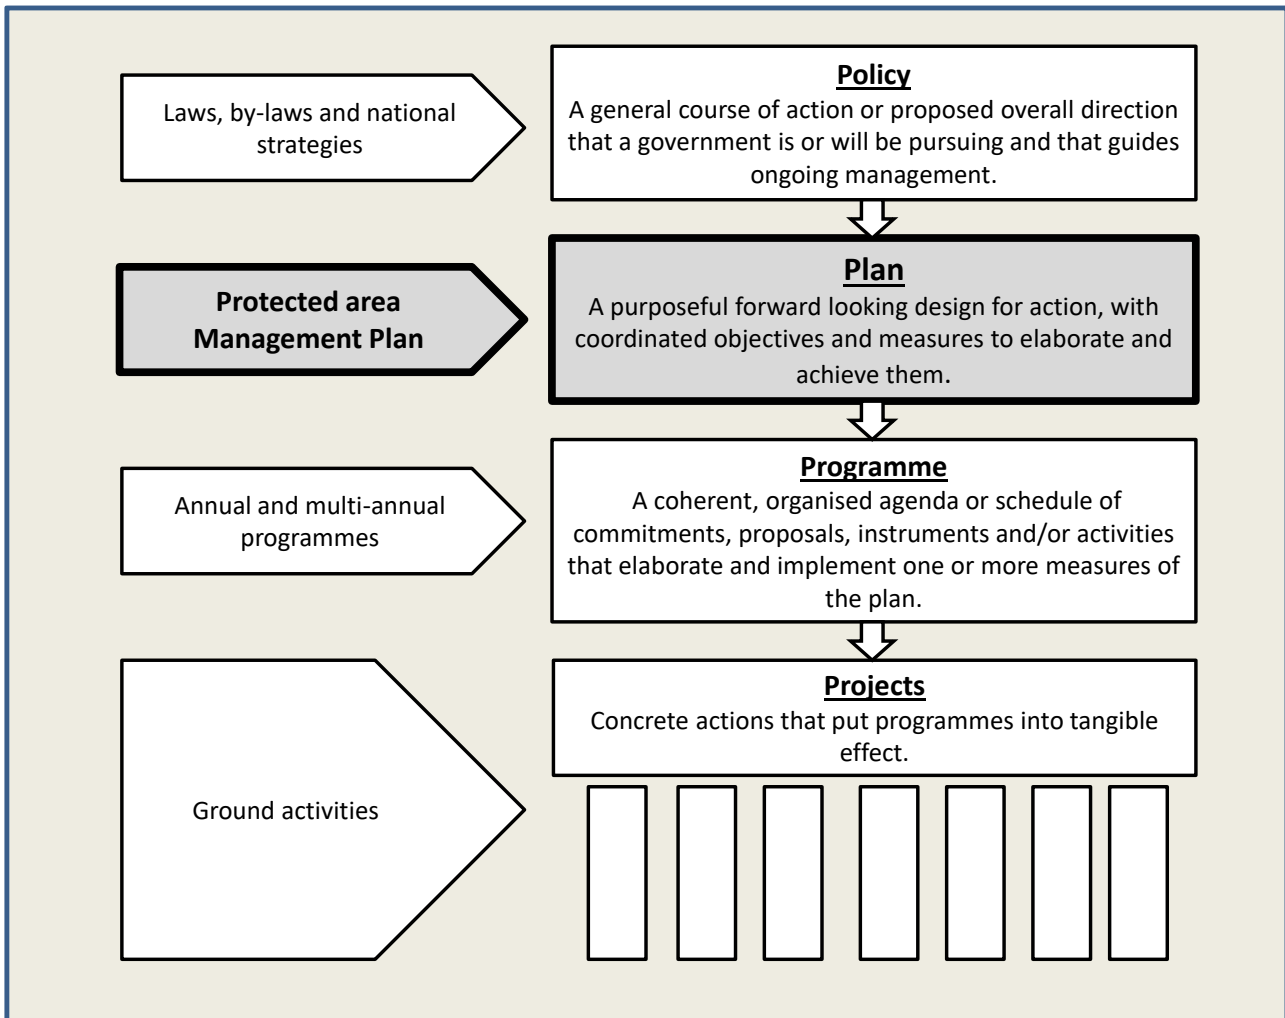 Laws, by-laws and national
strategies
Policy
A general course of action or proposed overall direction
that a government is or will be pursuing and that guides
ongoing management.
Protected area
Management Plan
Plan
A purposeful forward looking design for action, with
coordinated objectives and measures to elaborate and
achieve them.
Annual and multi-annual
programmes
Programme
A coherent, organised agenda or schedule of
commitments, proposals, instruments and/or activities
that elaborate and implement one or more measures of
the plan.
Ground activities
Projects
Concrete actions that put programmes into tangible
effect.